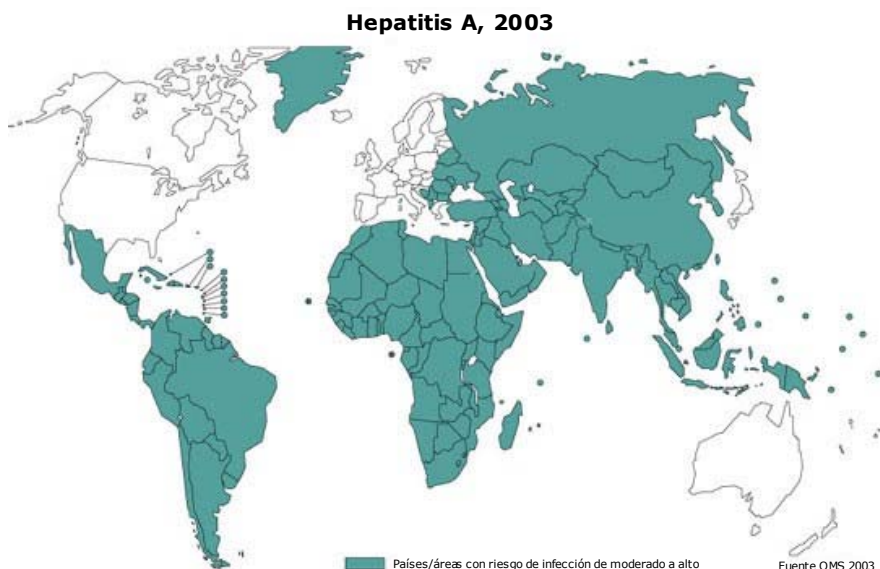 Hepatitis A, 2003
Países/áreas con riesgo de infección de moderado a alto
Fuente OMS 2003